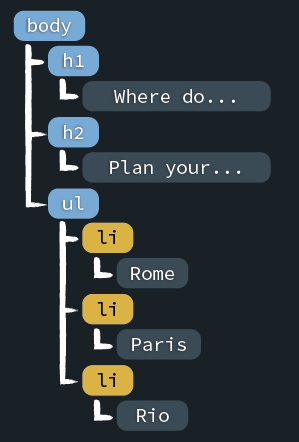 body
h1
Where do...
h2
Plan your...
ul
li
Rome
li
Paris
li
Rio